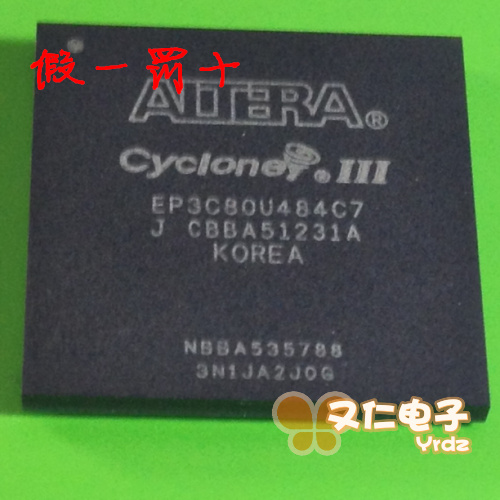 假一罚十
ALTERA®
Cyclone®III
EP3C80U484C7
J CBBA51231A
KOREA
NBBA535788
3N1JA2J0G
又仁电子
Yrdz